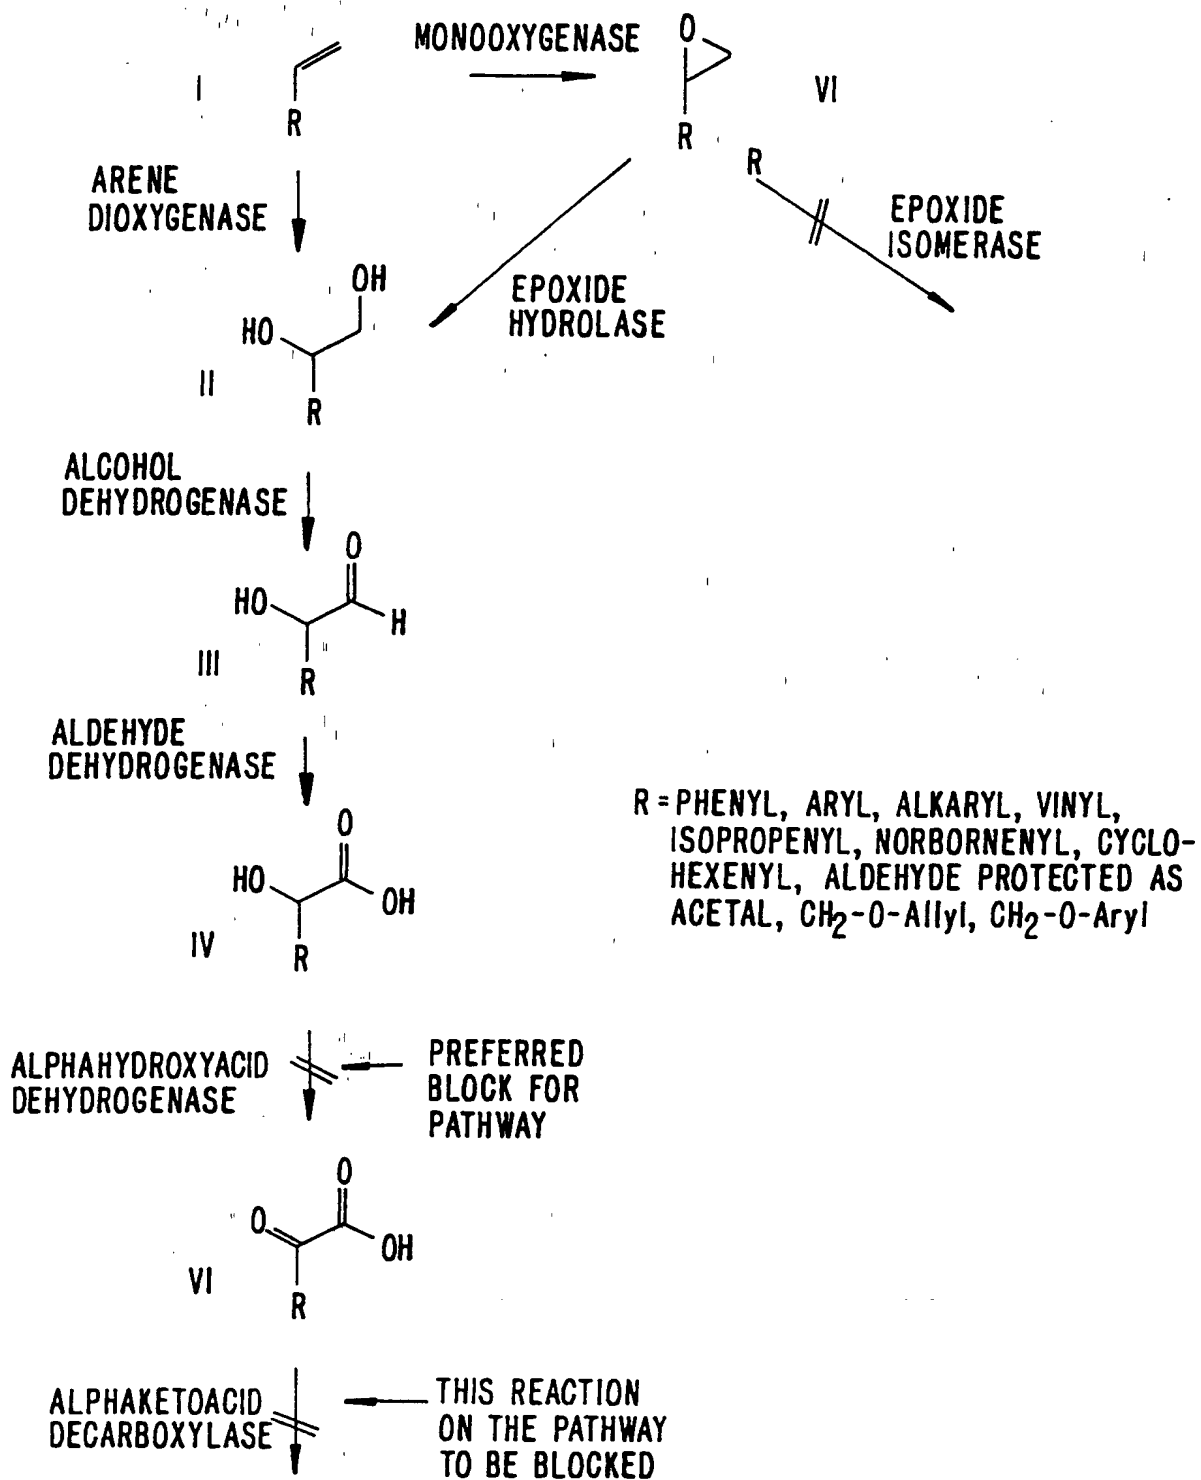 MONOOXYGENASE
O
I
R
VI
R
R
ARENE
DIOXYGENASE
EPOXIDE
ISOMERASE
OH
EPOXIDE
HYDROLASE
HO
II
R
ALCOHOL
DEHYDROGENASE
O
HO
H
III
R
ALDEHYDE
DEHYDROGENASE
R = PHENYL, ARYL, ALKARYL, VINYL,
ISOPROPENYL, NORBORNENYL, CYCLO-
HEXENYL, ALDEHYDE PROTECTED AS
ACETAL, CH2-O-Allyl, CH2-O-Aryl
O
HO
OH
IV
R
ALPHAHYDROXYACID
DEHYDROGENASE
PREFERRED
BLOCK FOR
PATHWAY
O
O
OH
VI
R
ALPHAKETOACID
DECARBOXYLASE
THIS REACTION
ON THE PATHWAY
TO BE BLOCKED